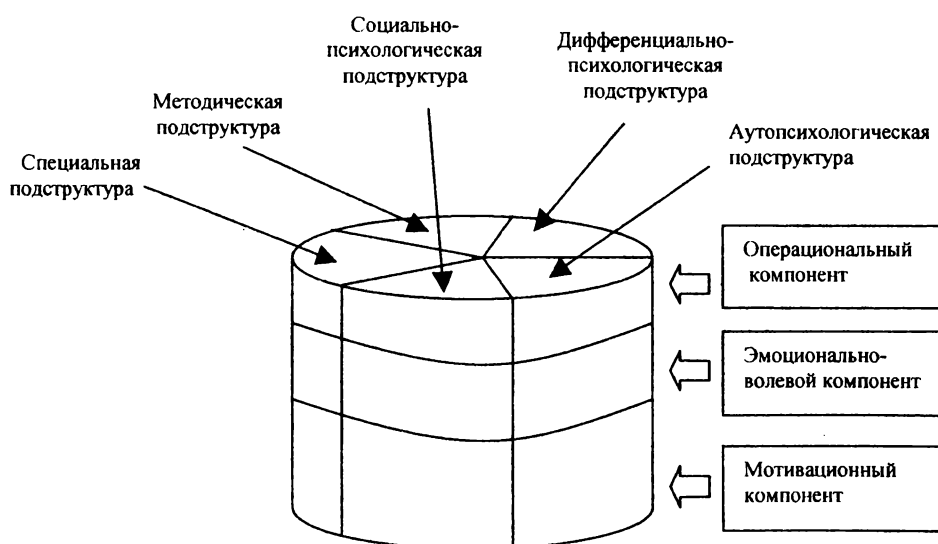 Социально-
психологическая
подструктура
Дифференциально-
психологическая
подструктура
Методическая
подструктура
Аутопсихологическая
подструктура
Специальная
подструктура
Операциональный
компонент
Эмоционально-
волевой компонент
Мотивационный
компонент